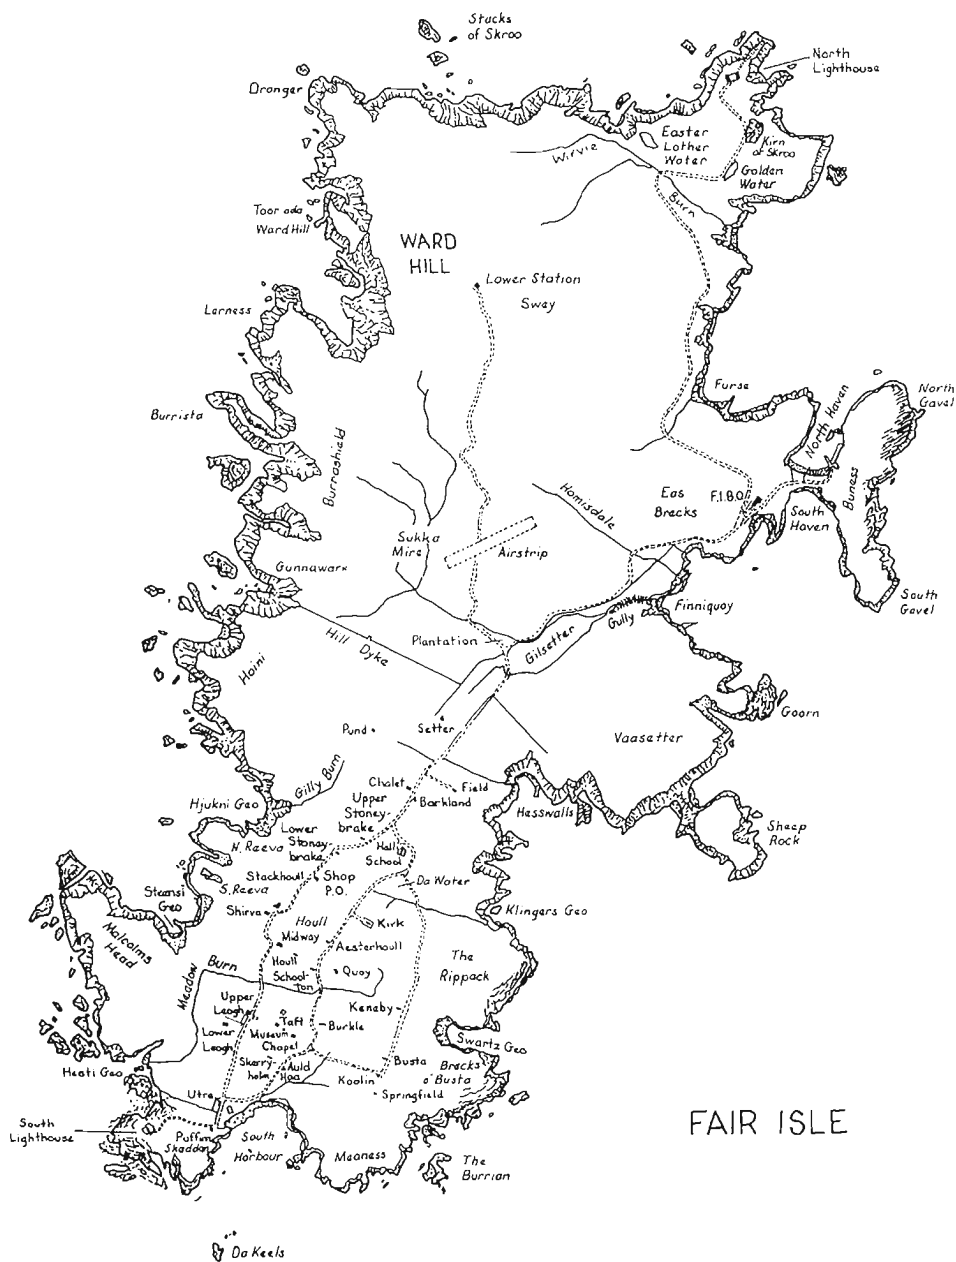 Stacks
of Skroo
North
Lighthouse
Dronger
Easter
Lother
Water
Kirn
of Skroo
Wirvie
Golden
Water
Burn
Toor ada
Ward Hill
WARD
HILL
Lower Station
Sway
Larness
Furse
North Haven
North
Gavel
Burrista
Burrashield
Homisdale
Eas
Brecks
F.I.B.O.
South
Haven
Buness
Sukka
Mire
Airstrip
Gunnawark
South
Gavel
Finniquoy
Gully
Hill Dyke
Plantation
Gilsetter
Hoini
Goorn
Pund
Setter
Vaasetter
Gilly Burn
Chalet
Field
Upper
Stoney-
brake
Barkland
Hjukni Geo
Hesswalls
Lower
Stoney
brake
Sheep
Rock
N. Reeva
Hall
School
Stackhoull
Shop
P.O.
Da Water
S. Reeva
Steensi
Geo
Shirva
Klingers Geo
Houll
Kirk
Malcolms
Head
Midway
Aesterhoull
The
Rippack
Houll
School-
ton
Quoy
Meadow Burn
Upper
Leogh
Kenaby
Taft
Lower
Leogh
Museum
Chapel
Burkle
Swartz Geo
Skerry-
holm
Auld
Haa
Busta
Brecks
o' Busta
Hesti Geo
Koolin
Springfield
Utra
South
Lighthouse
Puffin
Skaddan
South
Harbour
Meoness
The
Burrian
FAIR ISLE
Da Keels